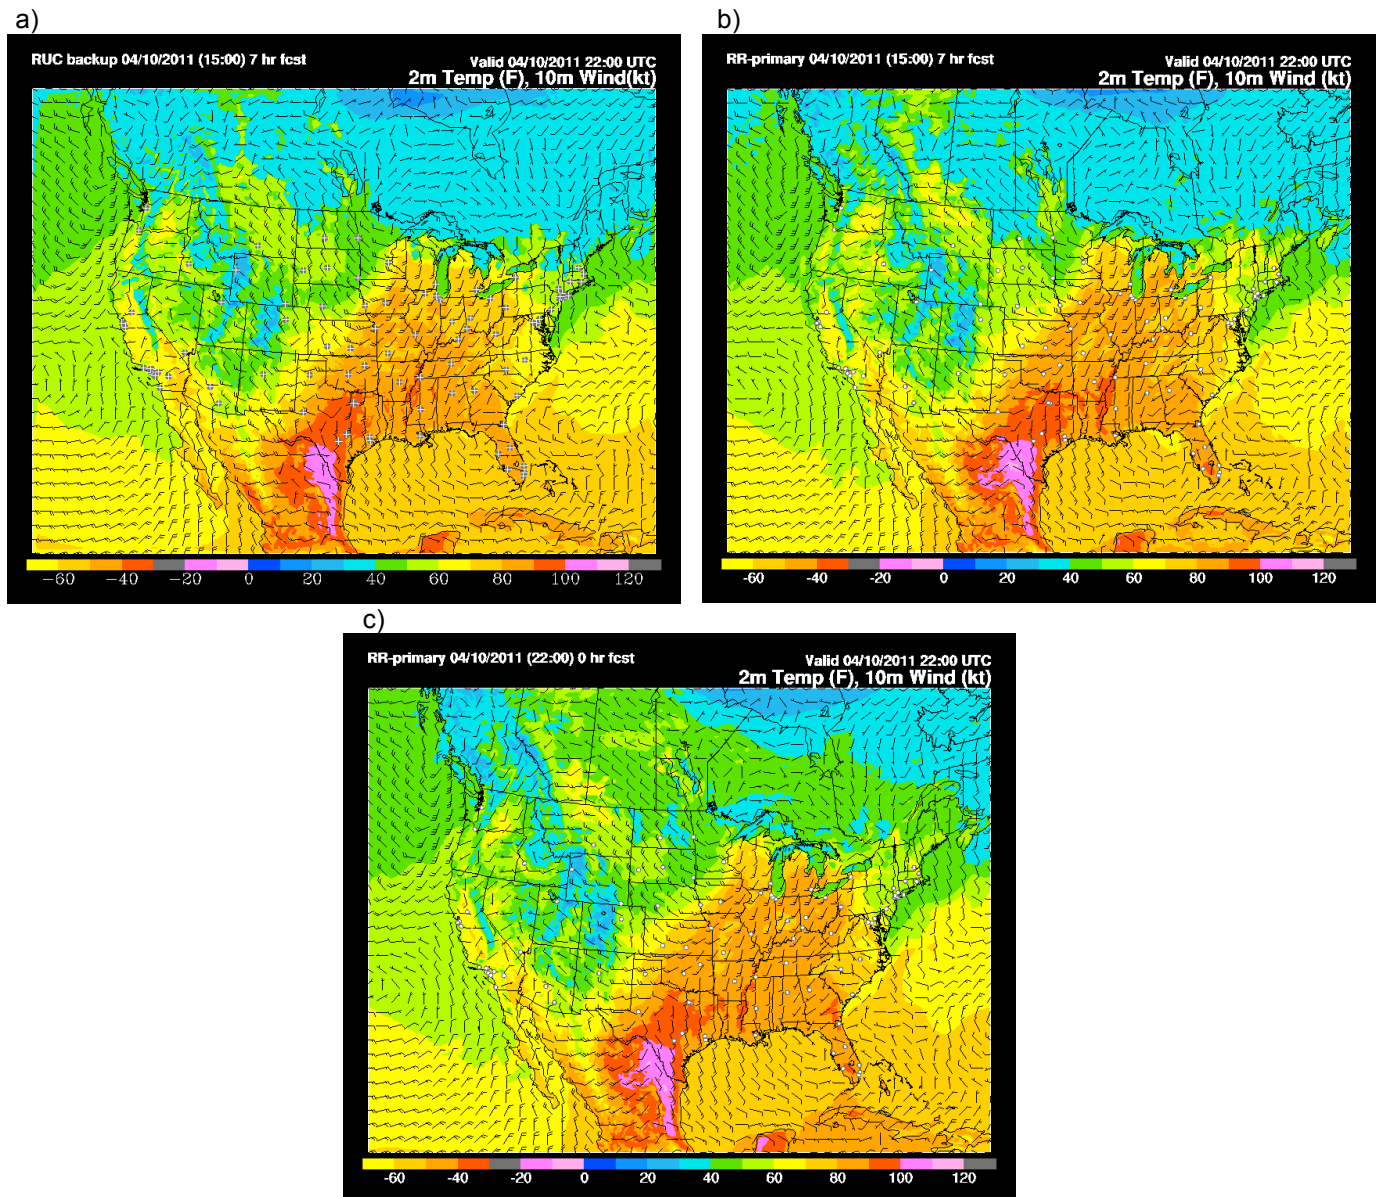 a)
RUC backup 04/10/2011 (15:00) 7 hr fcst
Valid 04/10/2011 22:00 UTC
2m Temp (F), 10m Wind(kt)
−60 −40 −20 0 20 40 60 80 100 120
b)
RR-primary 04/10/2011 (15:00) 7 hr fcst
Valid 04/10/2011 22:00 UTC
2m Temp (F), 10m Wind (kt)
-60 -40 -20 0 20 40 60 80 100 120
c)
RR-primary 04/10/2011 (22:00) 0 hr fcst
Valid 04/10/2011 22:00 UTC
2m Temp (F), 10m Wind (kt)
-60 -40 -20 0 20 40 60 80 100 120